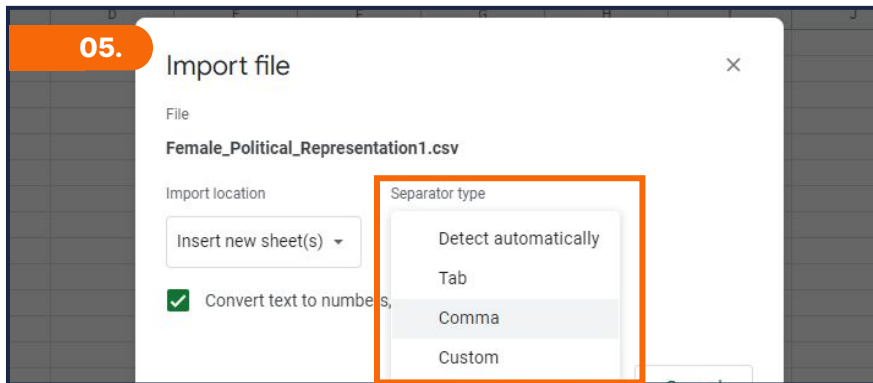 D E F G H I J
05.
Import file
File
Female_Political_Representation1.csv
Import location
Separator type
Insert new sheet(s)
Detect automatically
Tab
Comma
Custom
Convert text to numbers,